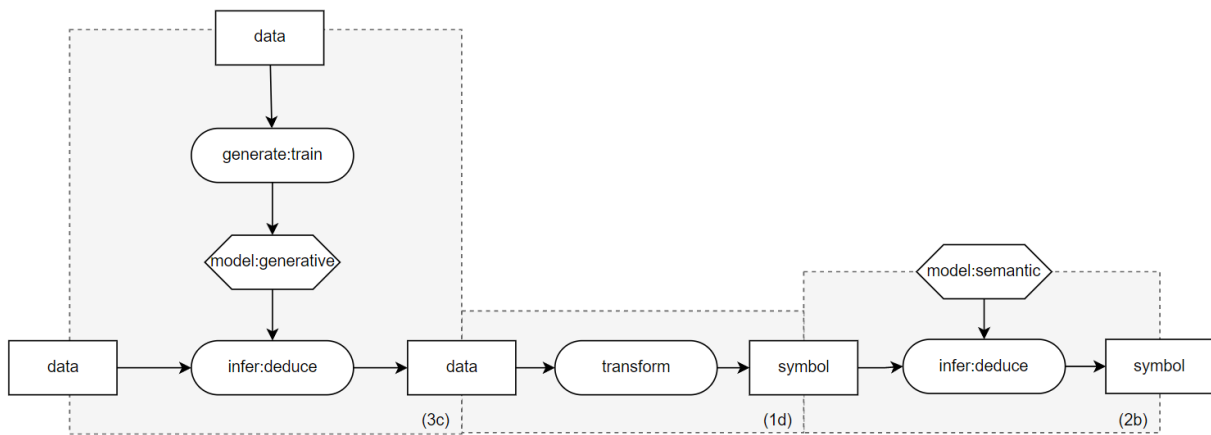 data
generate:train
model:generative
model:semantic
data
infer:deduce
data
transform
symbol
infer:deduce
symbol
(3c)
(1d)
(2b)